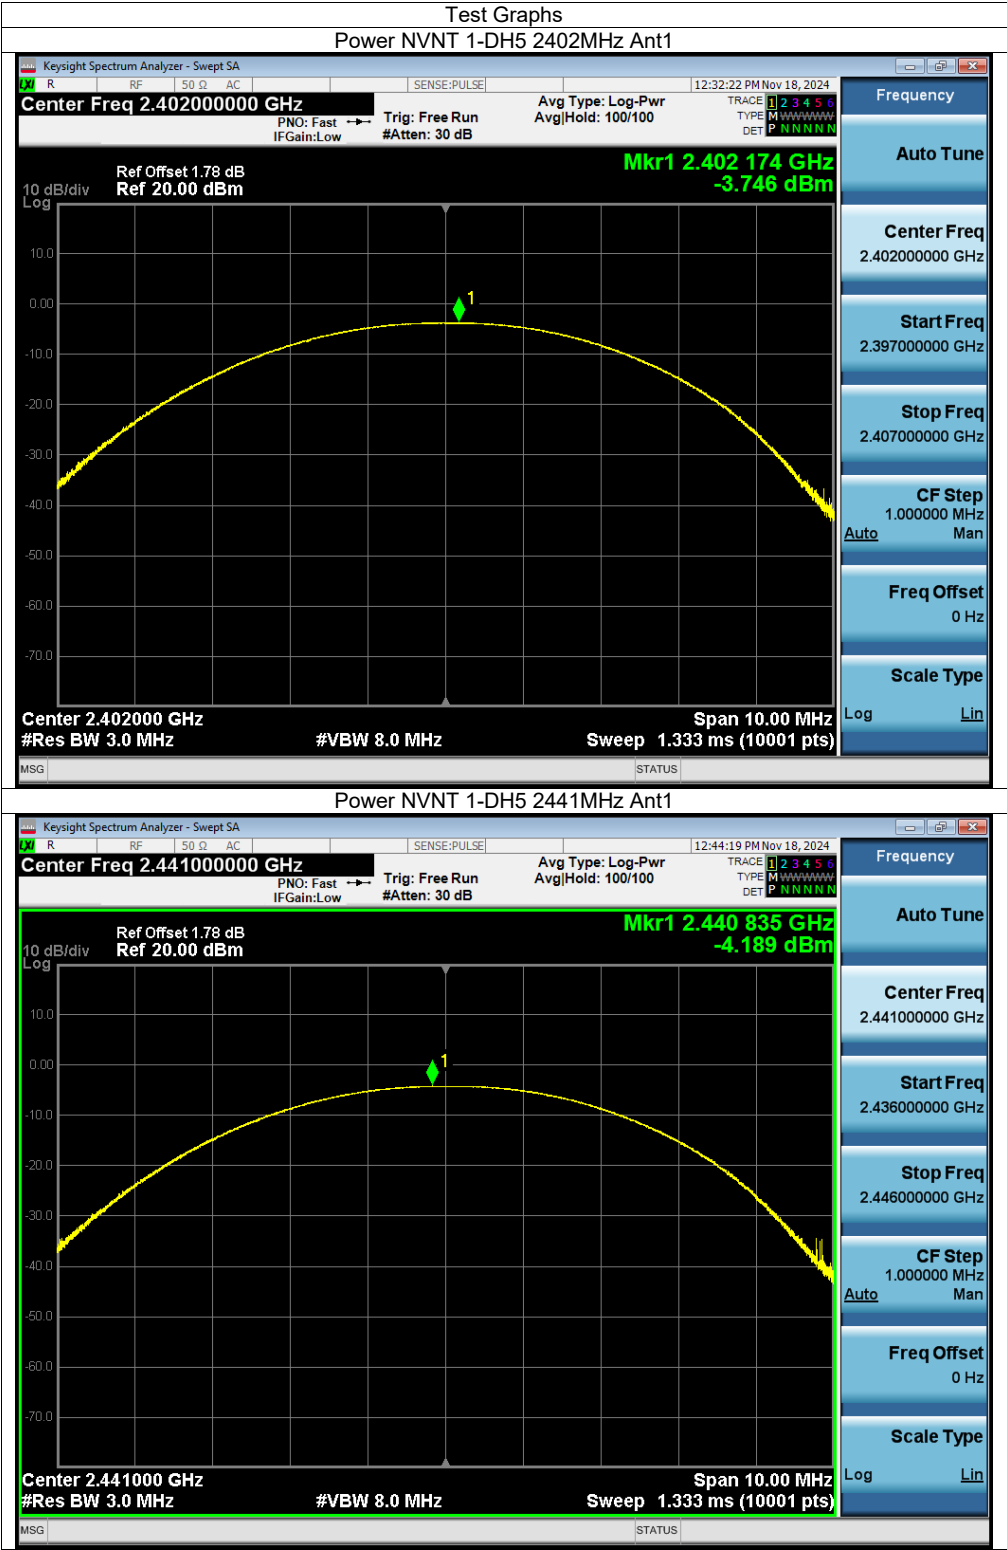 Test Graphs
Power NVNT 1-DH5 2402MHz Ant1
Keysight Spectrum Analyzer - Swept SA
LXI R RF 50 Ω AC SENSE:PULSE 12:32:22 PM Nov 18, 2024
Center Freq 2.402000000 GHz
PNO: Fast
IFGain:Low
Trig: Free Run
#Atten: 30 dB
Avg Type: Log-Pwr
Avg|Hold: 100/100
TRACE 1 2 3 4 5 6
TYPE M WWWWW
DET P N N N N N
Frequency
Auto Tune
Mkr1 2.402 174 GHz
-3.746 dBm
Ref Offset 1.78 dB
10 dB/div Ref 20.00 dBm
Log
10.0
0.00
-10.0
-20.0
-30.0
-40.0
-50.0
-60.0
-70.0
1
Center Freq
2.402000000 GHz
Start Freq
2.397000000 GHz
Stop Freq
2.407000000 GHz
CF Step
1.000000 MHz
Auto Man
Freq Offset
0 Hz
Scale Type
Log Lin
Center 2.402000 GHz Span 10.00 MHz
#Res BW 3.0 MHz #VBW 8.0 MHz Sweep 1.333 ms (10001 pts)
MSG STATUS
Power NVNT 1-DH5 2441MHz Ant1
Keysight Spectrum Analyzer - Swept SA
LXI R RF 50 Ω AC SENSE:PULSE 12:44:19 PM Nov 18, 2024
Center Freq 2.441000000 GHz
PNO: Fast
IFGain:Low
Trig: Free Run
#Atten: 30 dB
Avg Type: Log-Pwr
Avg|Hold: 100/100
TRACE 1 2 3 4 5 6
TYPE M WWWWW
DET P N N N N N
Frequency
Auto Tune
Mkr1 2.440 835 GHz
-4.189 dBm
Ref Offset 1.78 dB
10 dB/div Ref 20.00 dBm
Log
10.0
0.00
-10.0
-20.0
-30.0
-40.0
-50.0
-60.0
-70.0
1
Center Freq
2.441000000 GHz
Start Freq
2.436000000 GHz
Stop Freq
2.446000000 GHz
CF Step
1.000000 MHz
Auto Man
Freq Offset
0 Hz
Scale Type
Log Lin
Center 2.441000 GHz Span 10.00 MHz
#Res BW 3.0 MHz #VBW 8.0 MHz Sweep 1.333 ms (10001 pts)
MSG STATUS